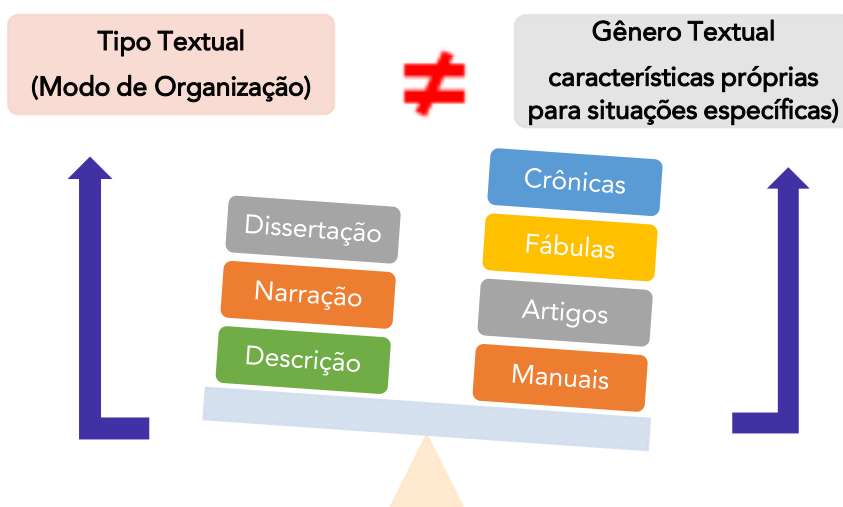 Tipo Textual
(Modo de Organização)
≠
Gênero Textual
características próprias
para situações específicas)
Dissertação
Narração
Descrição
Crônicas
Fábulas
Artigos
Manuais